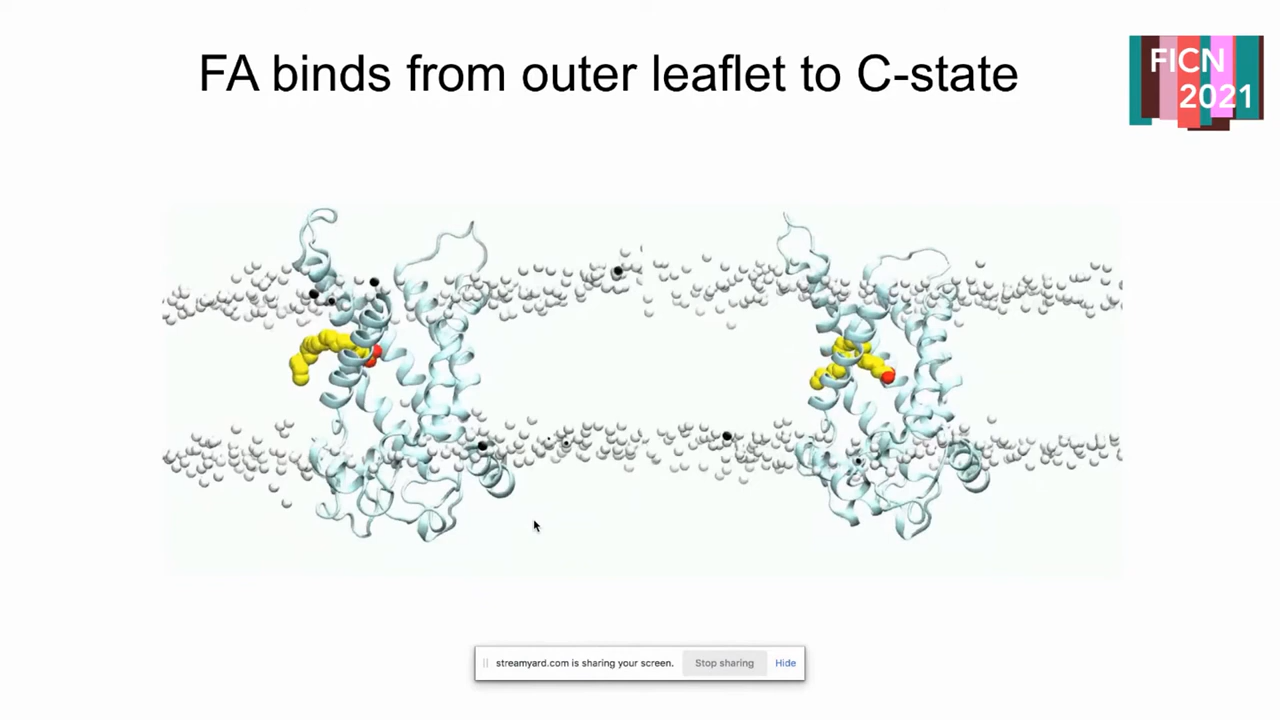 FA binds from outer leaflet to C-state
FICN
2021
streamyard.com is sharing your screen. Stop sharing Hide